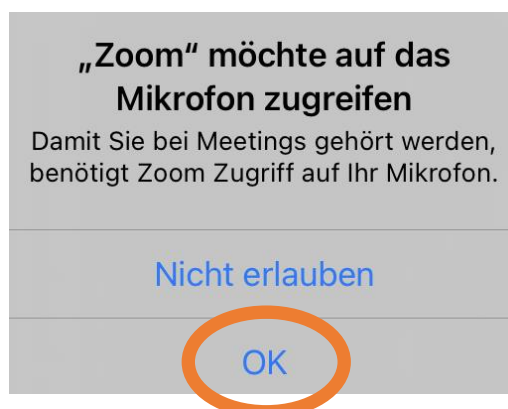 „Zoom“ möchte auf das
Mikrofon zugreifen
Damit Sie bei Meetings gehört werden,
benötigt Zoom Zugriff auf Ihr Mikrofon.
Nicht erlauben
OK